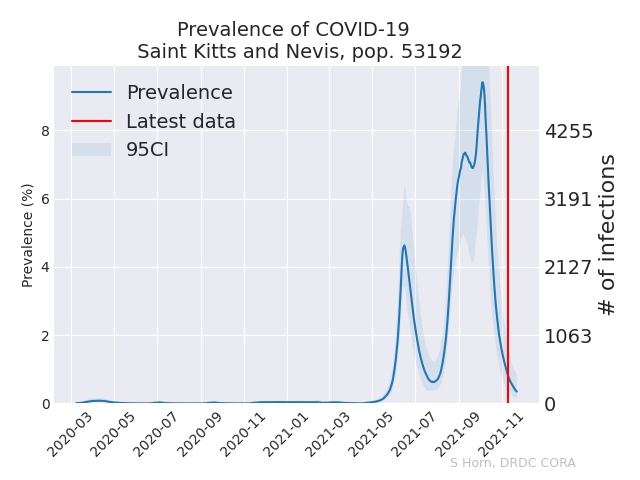 Prevalence of COVID-19
Saint Kitts and Nevis, pop. 53192
Prevalence
Latest data
95CI
Prevalence (%)
8
6
4
2
0
4255
3191
2127
1063
0
# of infections
2020-03
2020-05
2020-07
2020-09
2020-11
2021-01
2021-03
2021-05
2021-07
2021-09
2021-11
S Horn, DRDC CORA